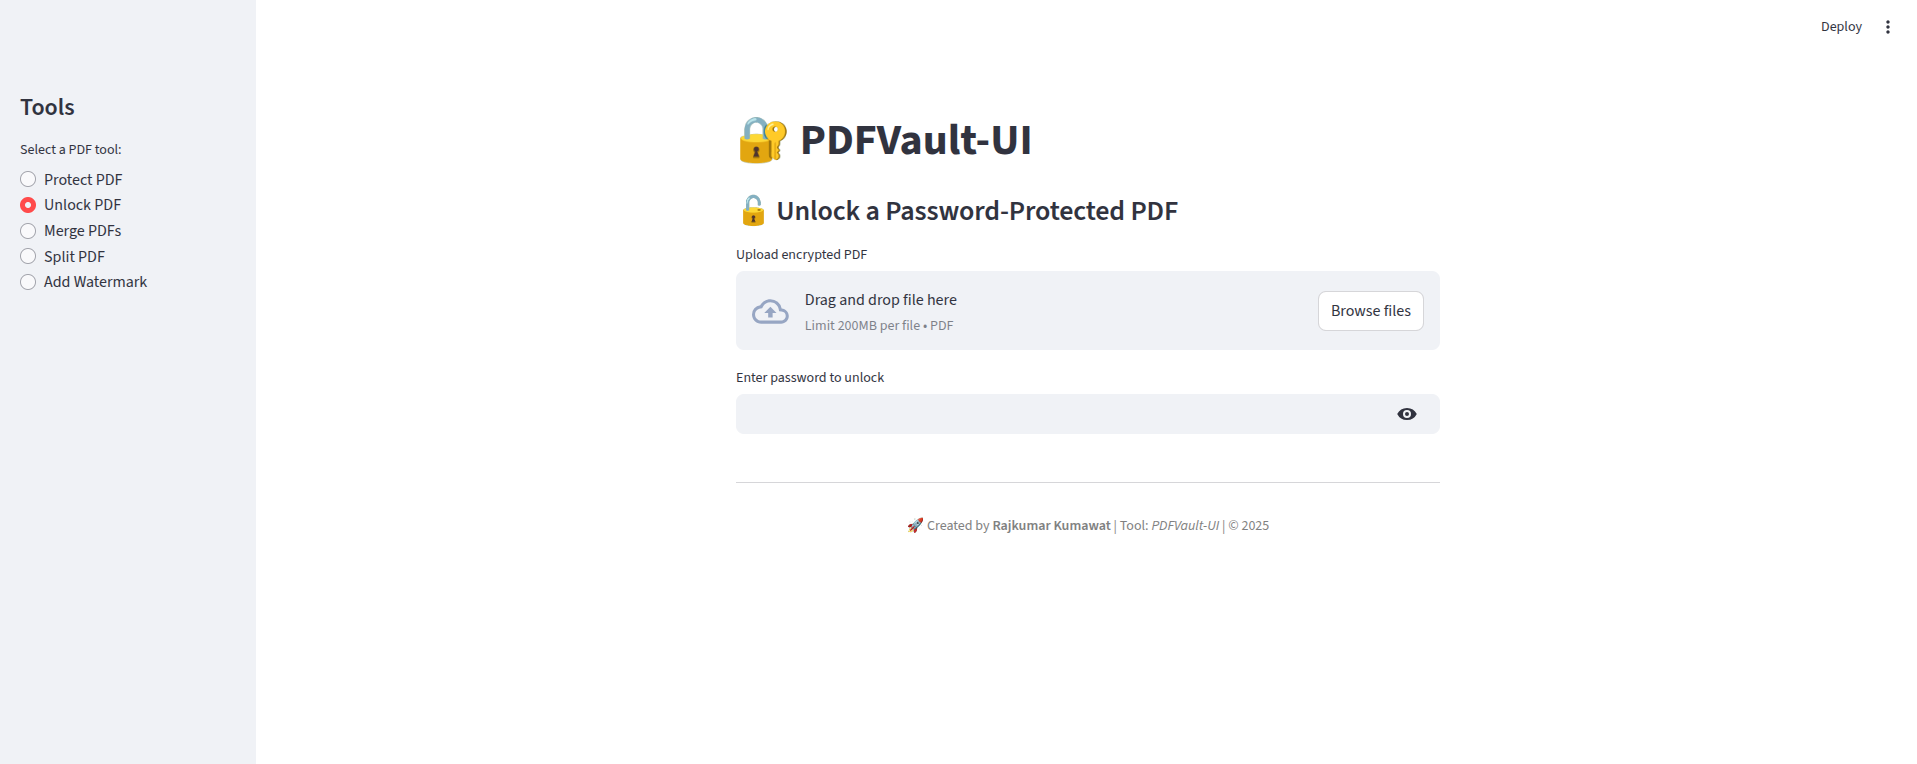 Deploy
Tools
Select a PDF tool:
Protect PDF
Unlock PDF
Merge PDFs
Split PDF
Add Watermark
🔐 PDFVault-UI
🔓 Unlock a Password-Protected PDF
Upload encrypted PDF
Drag and drop file here
Limit 200MB per file • PDF
Browse files
Enter password to unlock
🚀 Created by Rajkumar Kumawat | Tool: PDFVault-UI | © 2025